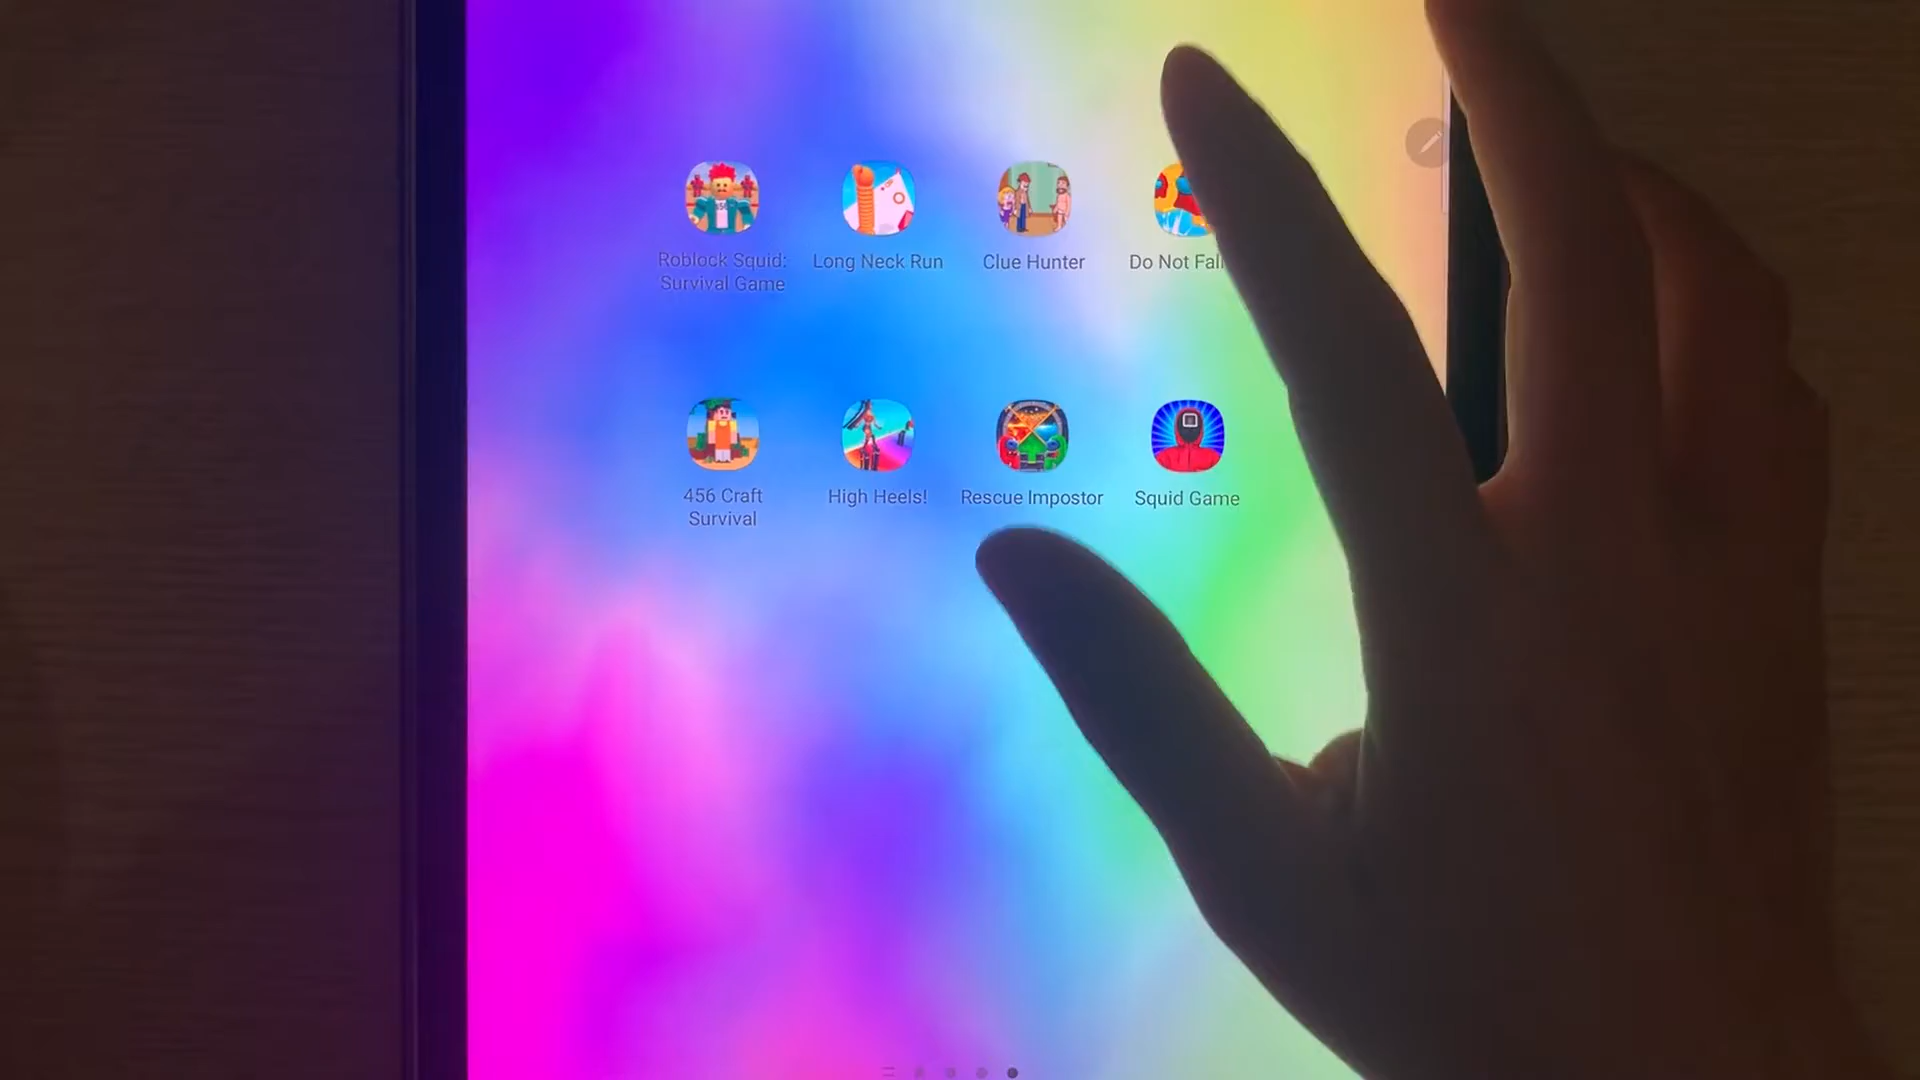 Roblock Squid:
Survival Game
Long Neck Run
Clue Hunter
Do Not Fall
456 Craft
Survival
High Heels!
Rescue Impostor
Squid Game